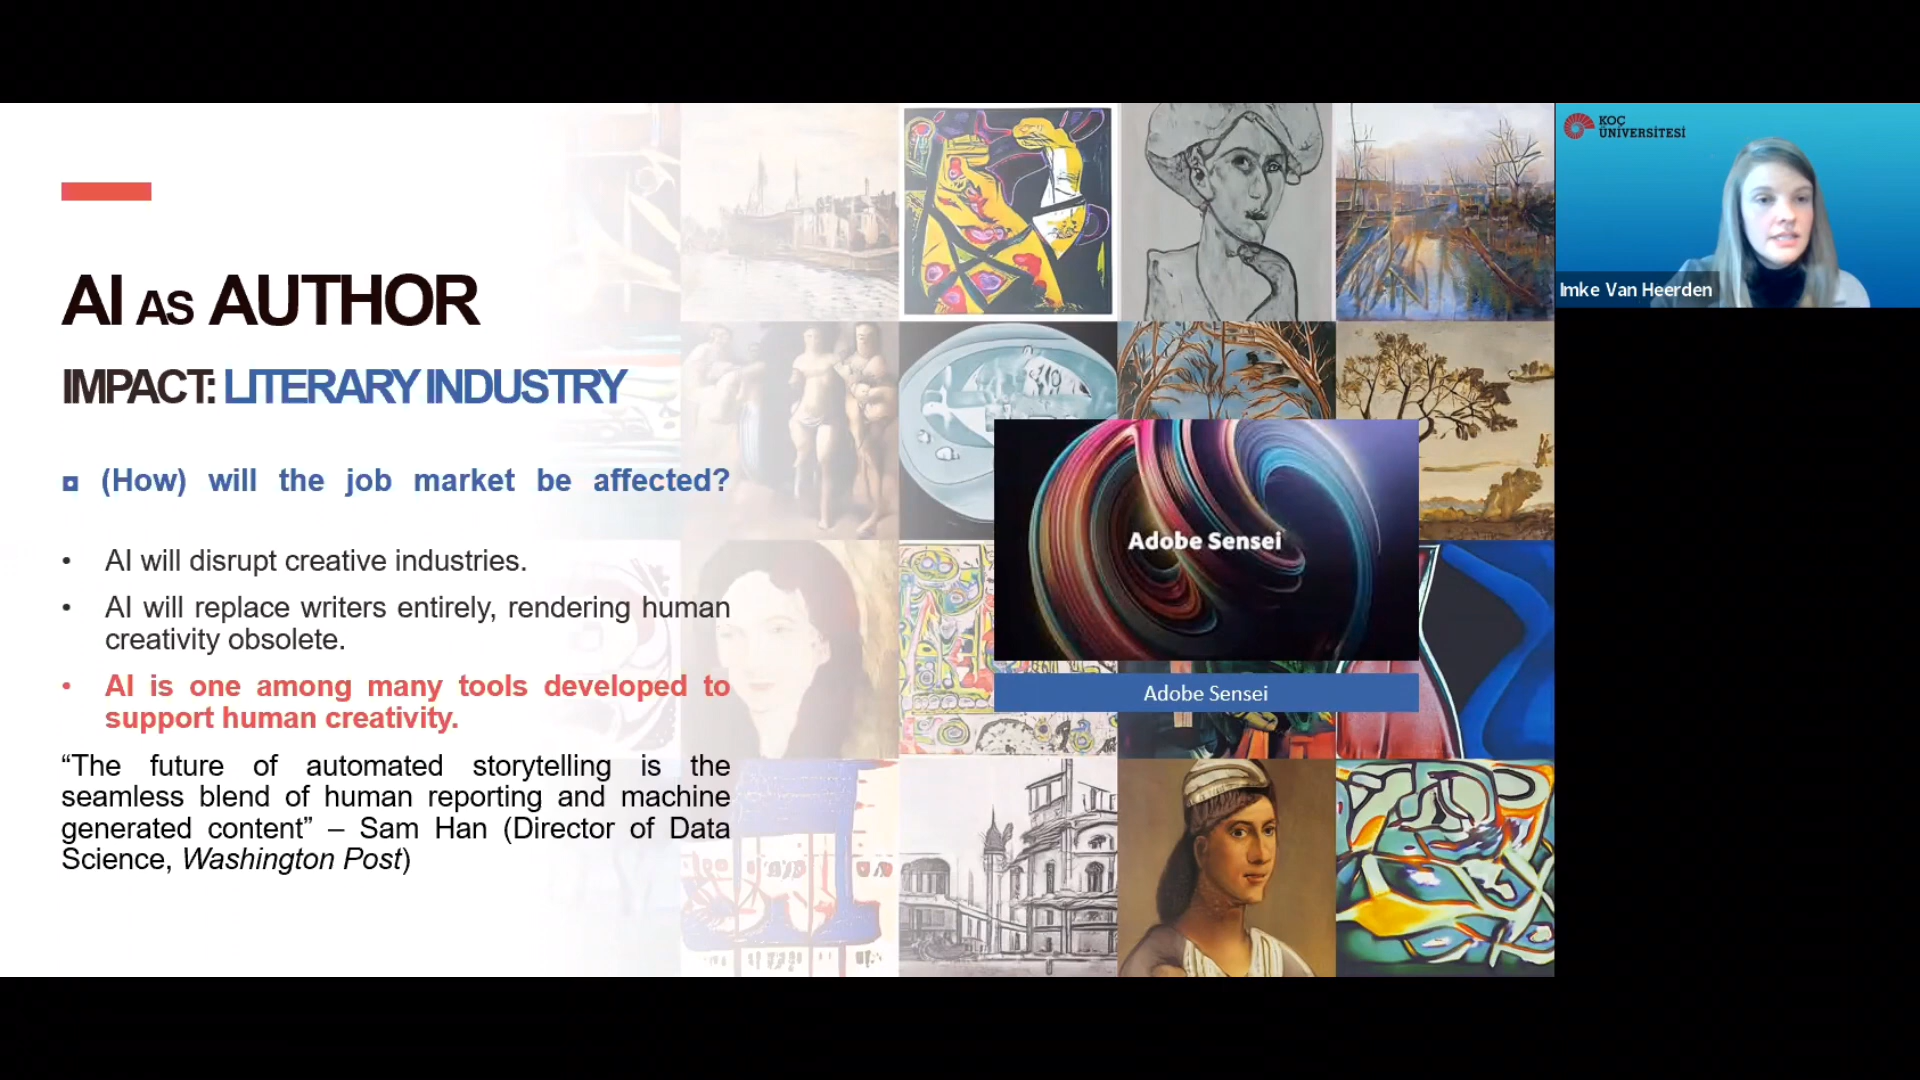 AI AS AUTHOR
IMPACT: LITERARY INDUSTRY
(How) will the job market be affected?
• AI will disrupt creative industries.
• AI will replace writers entirely, rendering human
creativity obsolete.
• AI is one among many tools developed to
support human creativity.
“The future of automated storytelling is the
seamless blend of human reporting and machine
generated content” – Sam Han (Director of Data
Science, Washington Post)
Adobe Sensei
Adobe Sensei
KOÇ
ÜNİVERSİTESİ
Imke Van Heerden